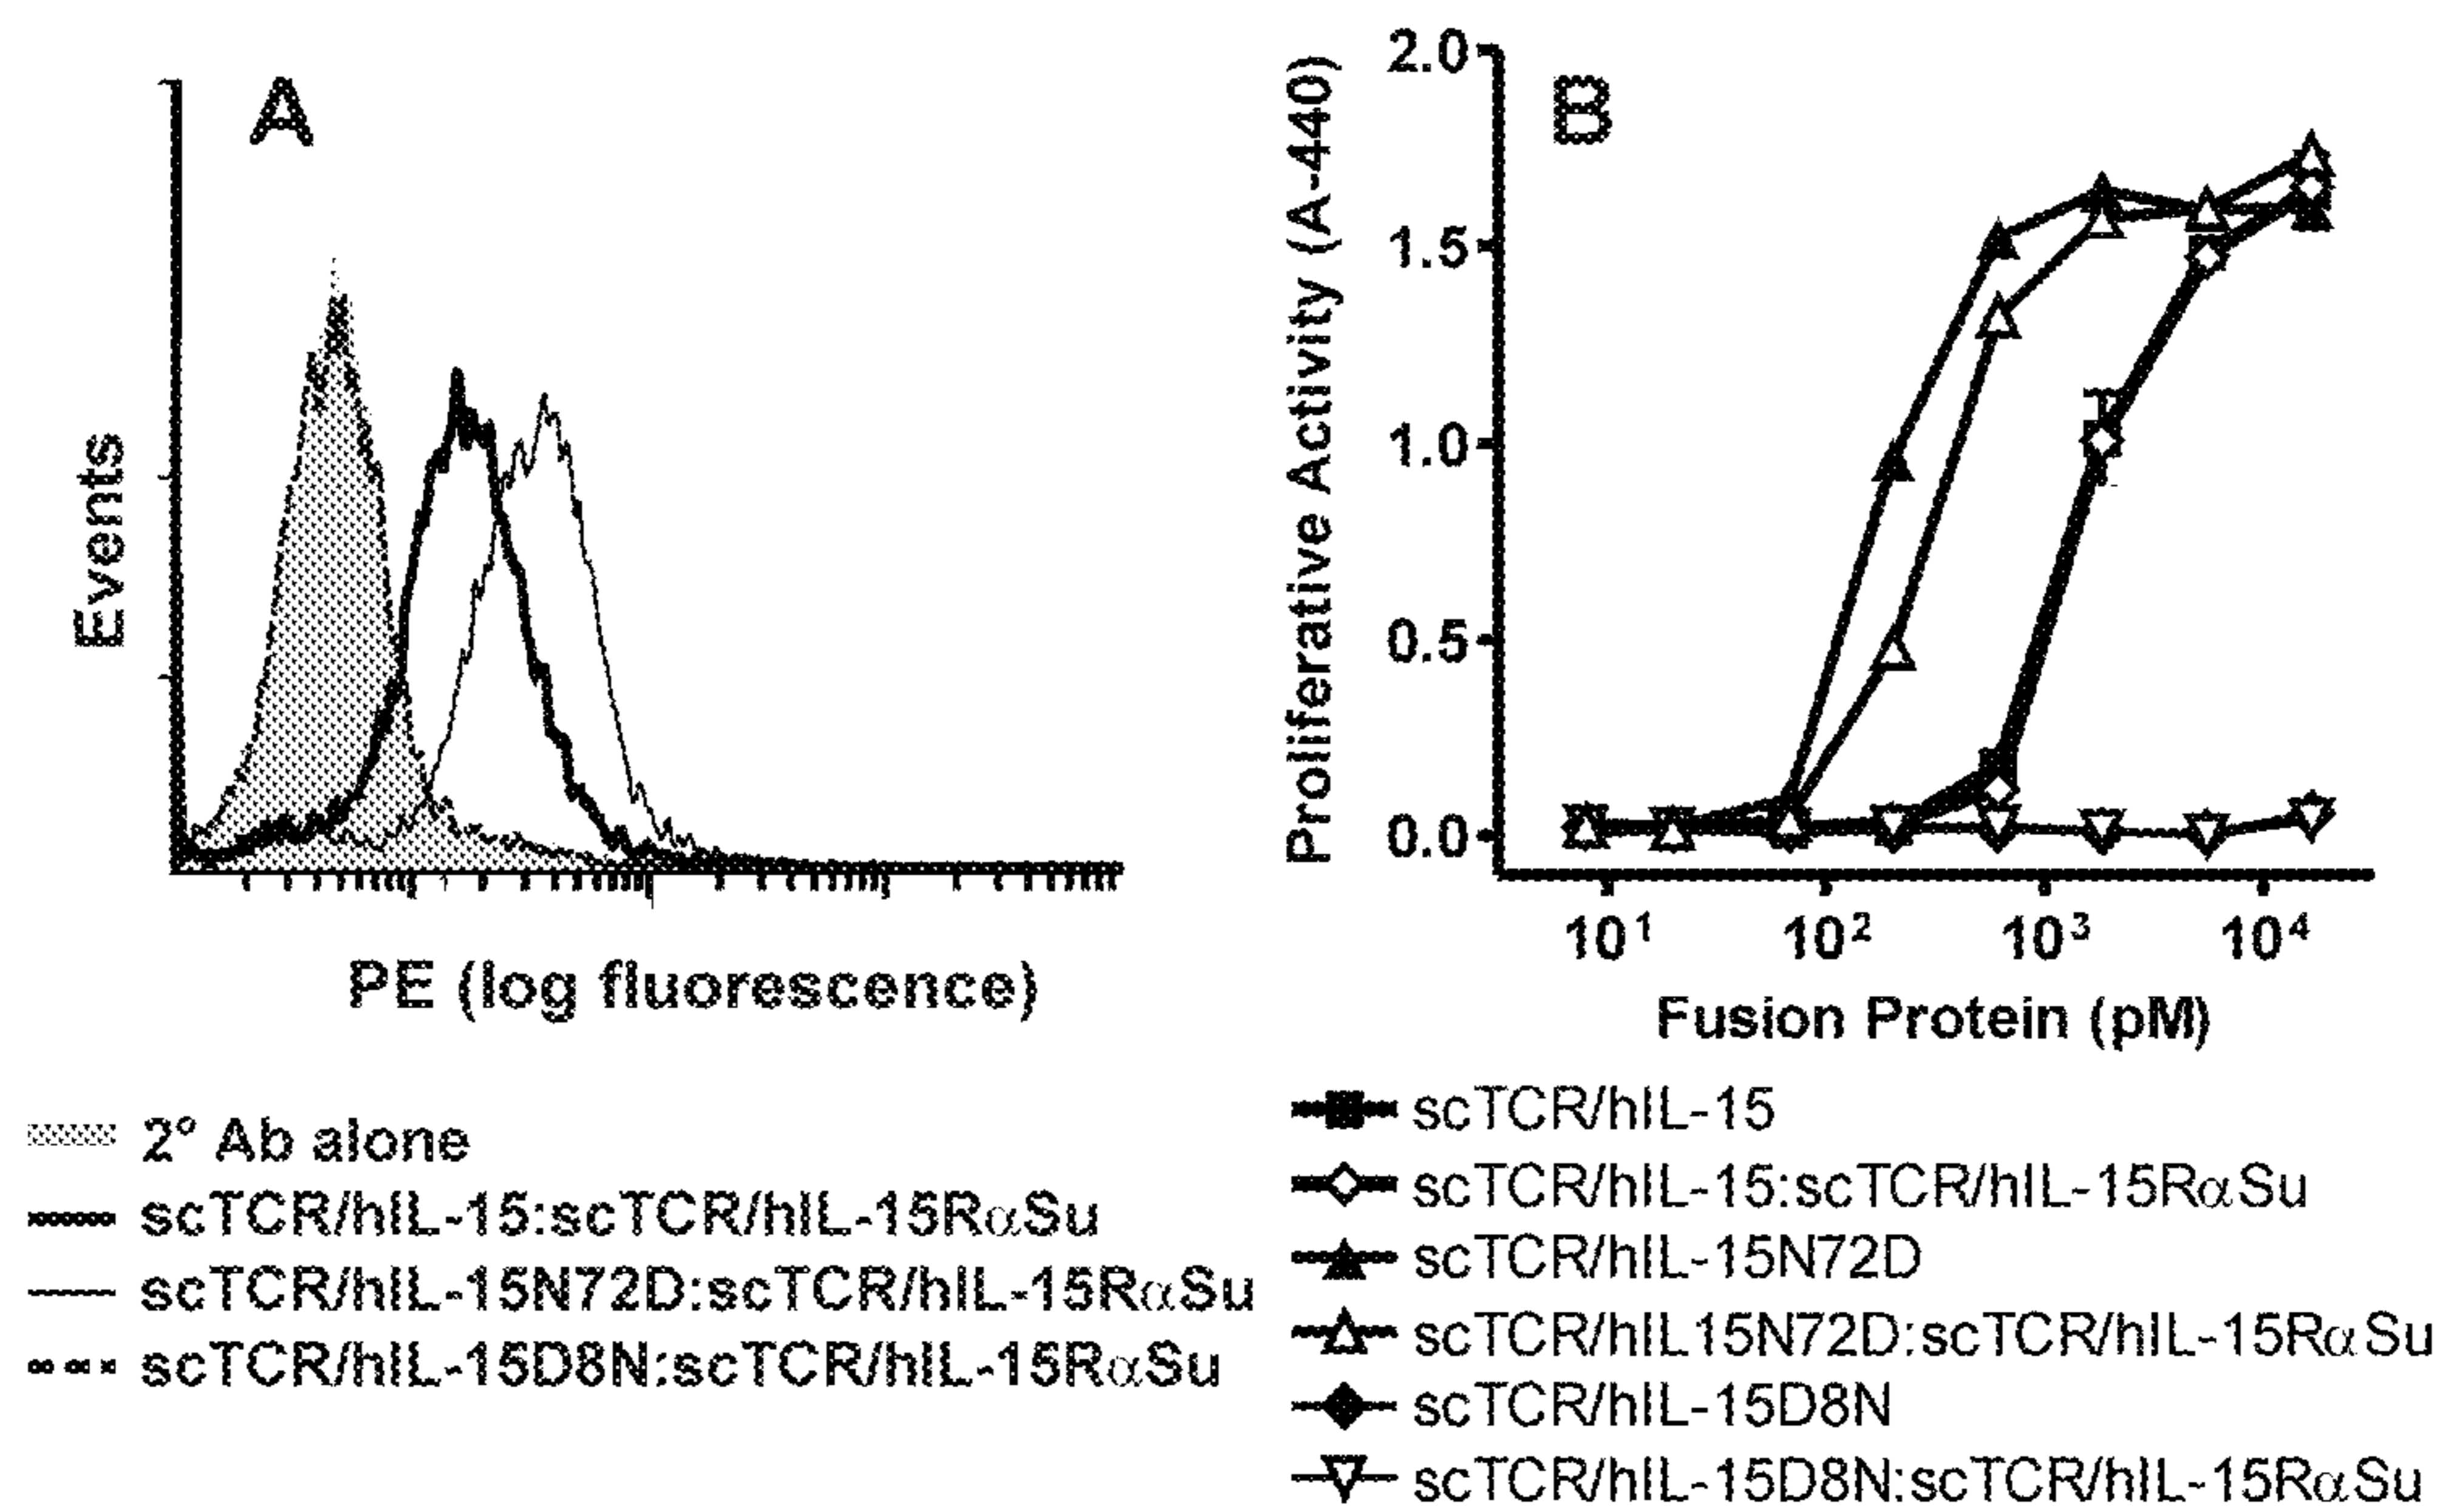 A
Events
PE (log fluorescence)
2° Ab alone
scTCR/hIL-15:scTCR/hIL-15RαSu
scTCR/hIL-15N72D:scTCR/hIL-15RαSu
scTCR/hIL-15D8N:scTCR/hIL-15RαSu
B
Proliferative Activity (A-440)
2.0
1.5
1.0
0.5
0.0
10¹ 10² 10³ 10⁴
Fusion Protein (pM)
scTCR/hIL-15
scTCR/hIL-15:scTCR/hIL-15RαSu
scTCR/hIL-15N72D
scTCR/hIL15N72D:scTCR/hIL-15RαSu
scTCR/hIL-15D8N
scTCR/hIL-15D8N:scTCR/hIL-15RαSu